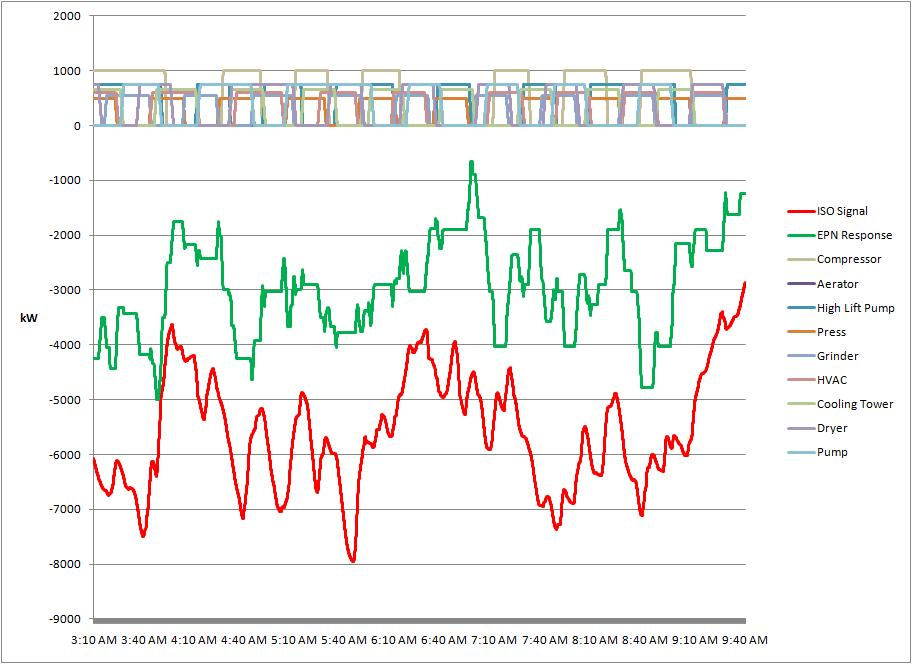 2000
1000
0
-1000
-2000
-3000
kW
-4000
-5000
-6000
-7000
-8000
-9000
3:10 AM 3:40 AM 4:10 AM 4:40 AM 5:10 AM 5:40 AM 6:10 AM 6:40 AM 7:10 AM 7:40 AM 8:10 AM 8:40 AM 9:10 AM 9:40 AM
ISO Signal
EPN Response
Compressor
Aerator
High Lift Pump
Press
Grinder
HVAC
Cooling Tower
Dryer
Pump